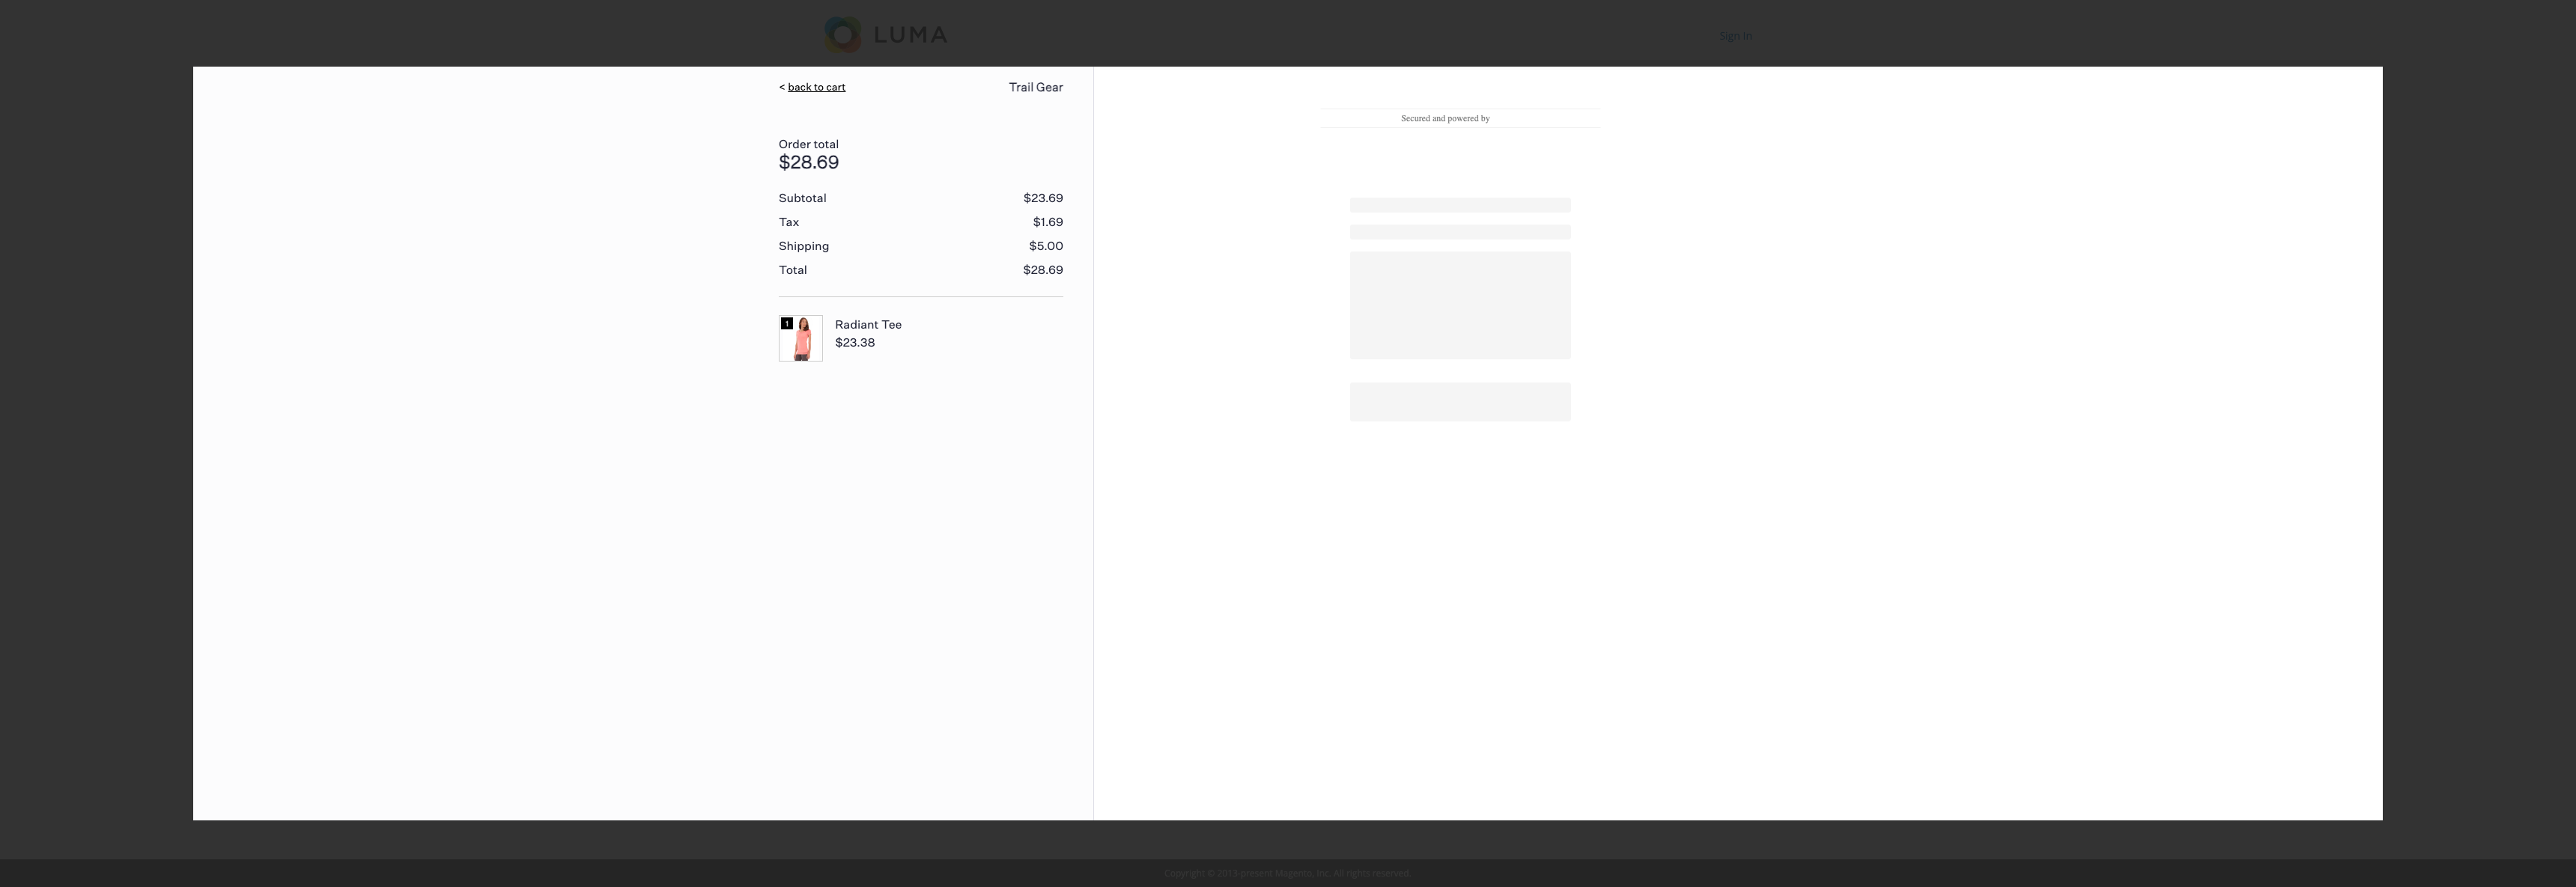 LUMA
Sign In
< back to cart
Trail Gear
Order total
$28.69
Subtotal $23.69
Tax $1.69
Shipping $5.00
Total $28.69
1
Radiant Tee
$23.38
Secured and powered by
Copyright © 2013-present Magento, Inc. All rights reserved.